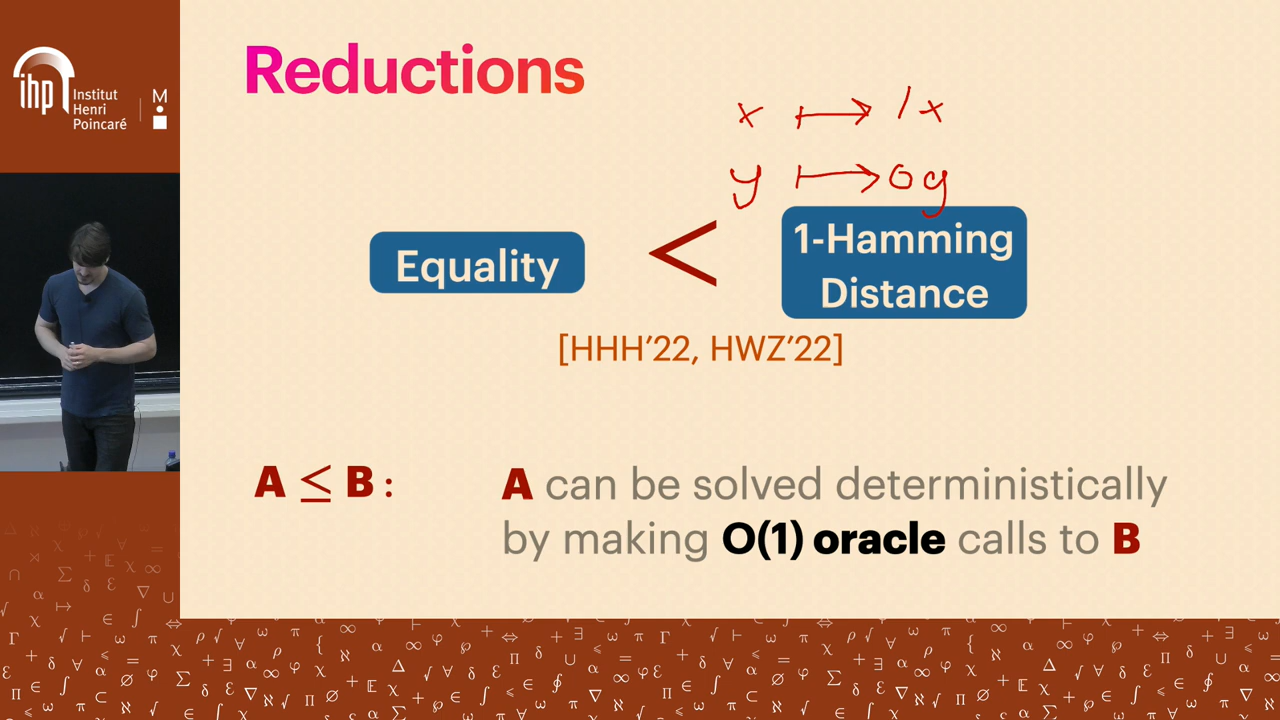 ihp
Institut
Henri
Poincaré
M
Reductions
x ↦ 1x
y ↦ 0y
Equality < 1-Hamming
Distance
[HHH'22, HWZ'22]
A ≤ B : A can be solved deterministically
by making O(1) oracle calls to B